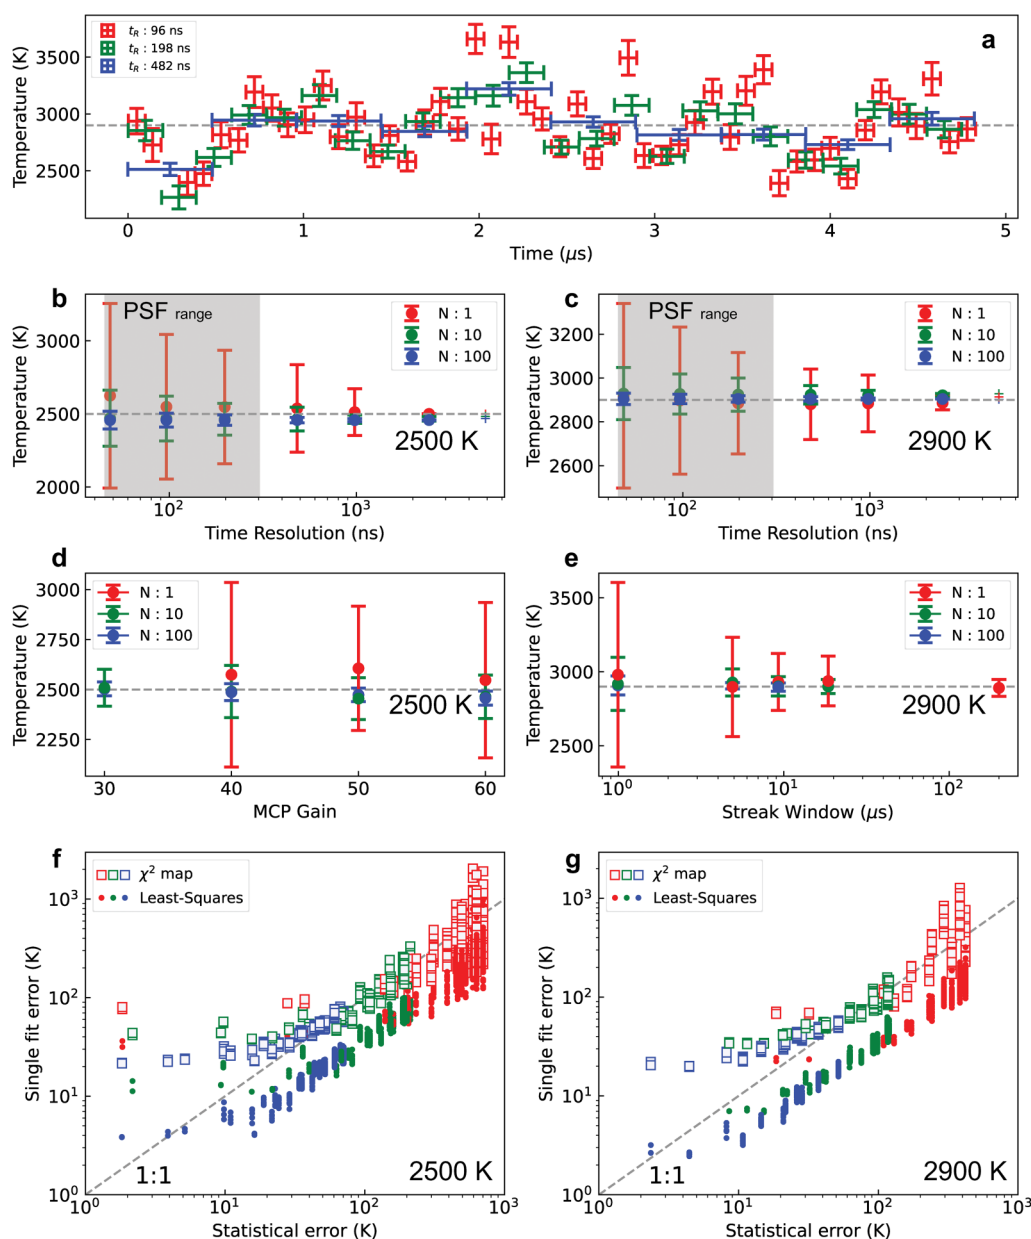 a
t_R : 96 ns
t_R : 198 ns
t_R : 482 ns
3500
3000
2500
Temperature (K)
0 1 2 3 4 5
Time (μs)
b
PSF range
N : 1
N : 10
N : 100
3000
2500
2000
Temperature (K)
2500 K
10² 10³
Time Resolution (ns)
c
PSF range
N : 1
N : 10
N : 100
3200
3000
2800
2600
Temperature (K)
2900 K
10² 10³
Time Resolution (ns)
d
N : 1
N : 10
N : 100
3000
2750
2500
2250
Temperature (K)
2500 K
30 40 50 60
MCP Gain
e
N : 1
N : 10
N : 100
3500
3000
2500
Temperature (K)
2900 K
10⁰ 10¹ 10²
Streak Window (μs)
f
χ² map
Least-Squares
10³
10²
10¹
10⁰
Single fit error (K)
1:1
2500 K
10⁰ 10¹ 10² 10³
Statistical error (K)
g
χ² map
Least-Squares
10³
10²
10¹
10⁰
Single fit error (K)
1:1
2900 K
10⁰ 10¹ 10² 10³
Statistical error (K)